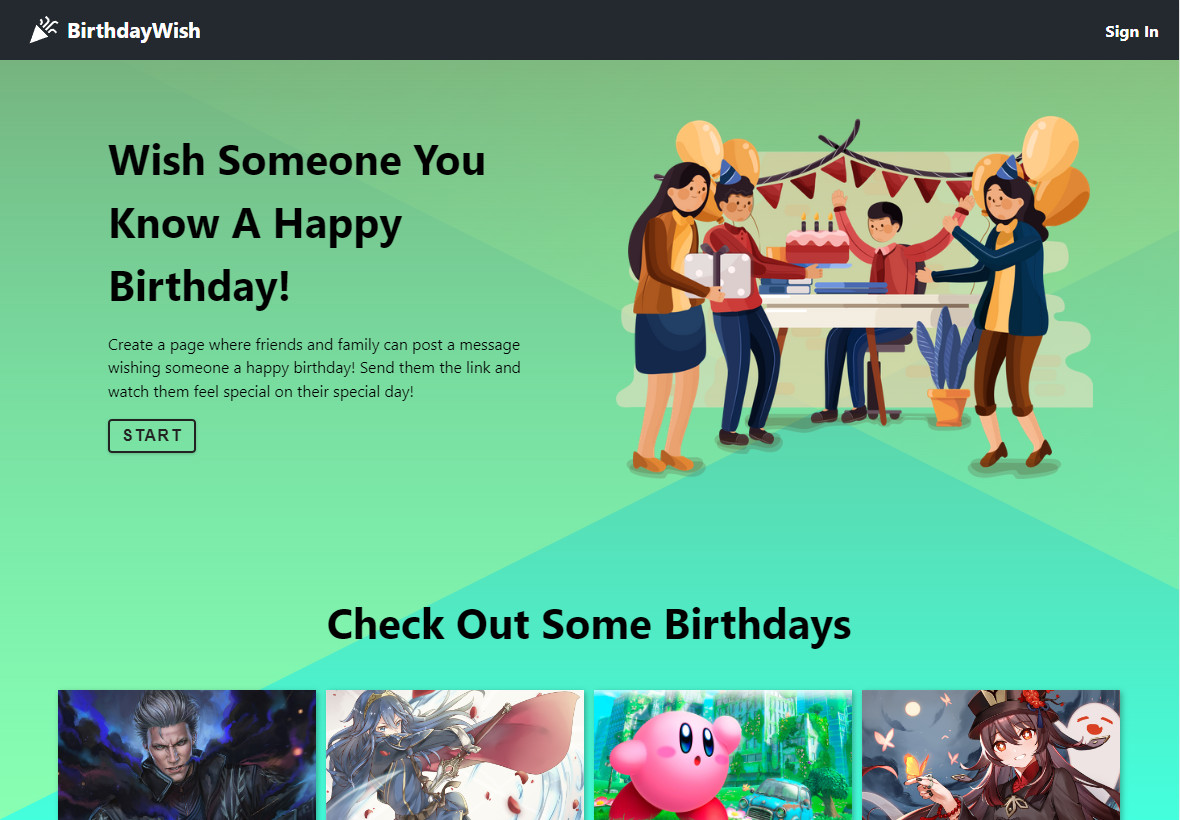 BirthdayWish
Sign In
Wish Someone You
Know A Happy
Birthday!
Create a page where friends and family can post a message
wishing someone a happy birthday! Send them the link and
watch them feel special on their special day!
START
Check Out Some Birthdays